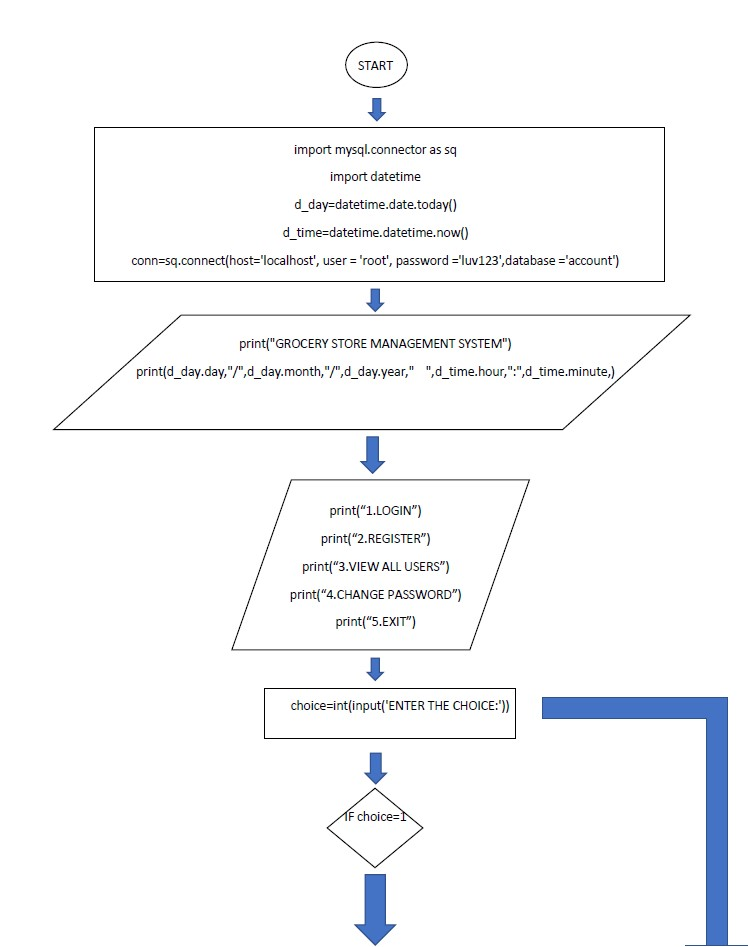 START
import mysql.connector as sq
import datetime
d_day=datetime.date.today()
d_time=datetime.datetime.now()
conn=sq.connect(host='localhost', user = 'root', password ='luv123',database ='account')
print("GROCERY STORE MANAGEMENT SYSTEM")
print(d_day.day,"/",d_day.month,"/",d_day.year,"    ",d_time.hour,":",d_time.minute,)
print(“1.LOGIN”)
print(“2.REGISTER”)
print(“3.VIEW ALL USERS”)
print(“4.CHANGE PASSWORD”)
print(“5.EXIT”)
choice=int(input('ENTER THE CHOICE:'))
IF choice=1